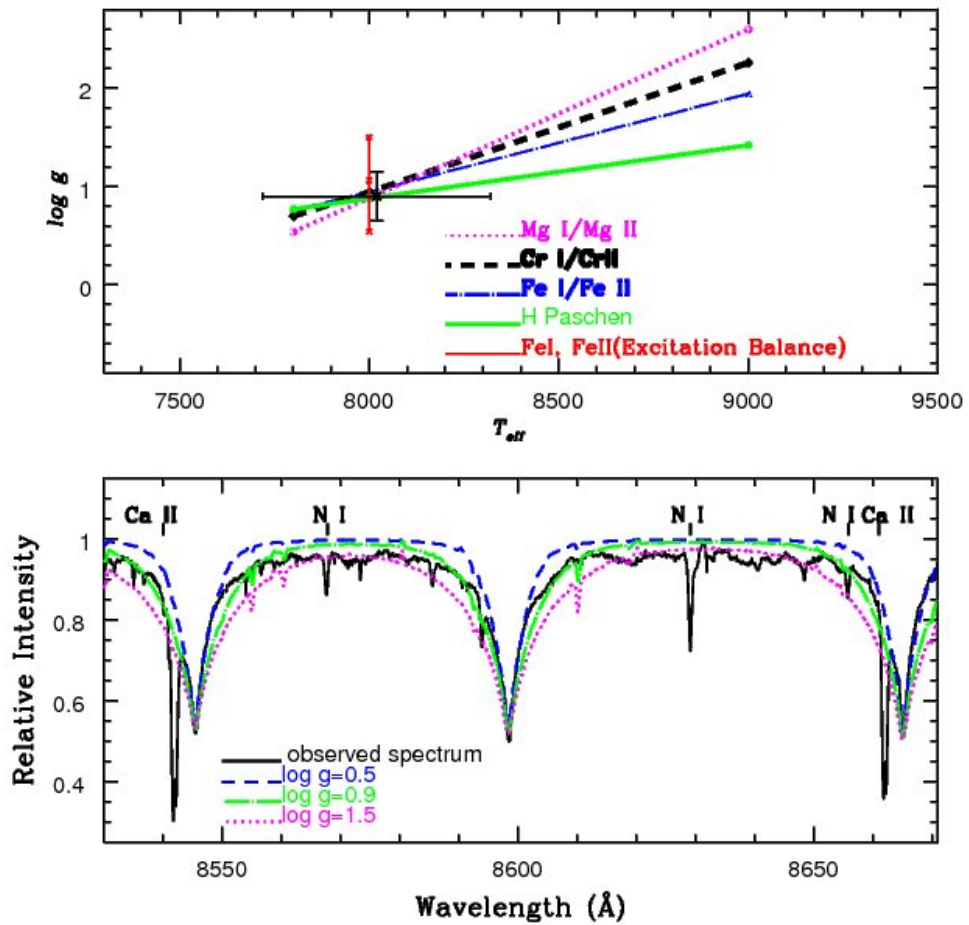 2
1
0
log g
Mg I/Mg II
Cr I/CrII
Fe I/Fe II
H Paschen
FeI, FeII(Excitation Balance)
7500 8000 8500 9000 9500
T_eff
Ca II N I N I N I Ca II
1
0.8
0.6
0.4
Relative Intensity
observed spectrum
log g=0.5
log g=0.9
log g=1.5
8550 8600 8650
Wavelength (Å)